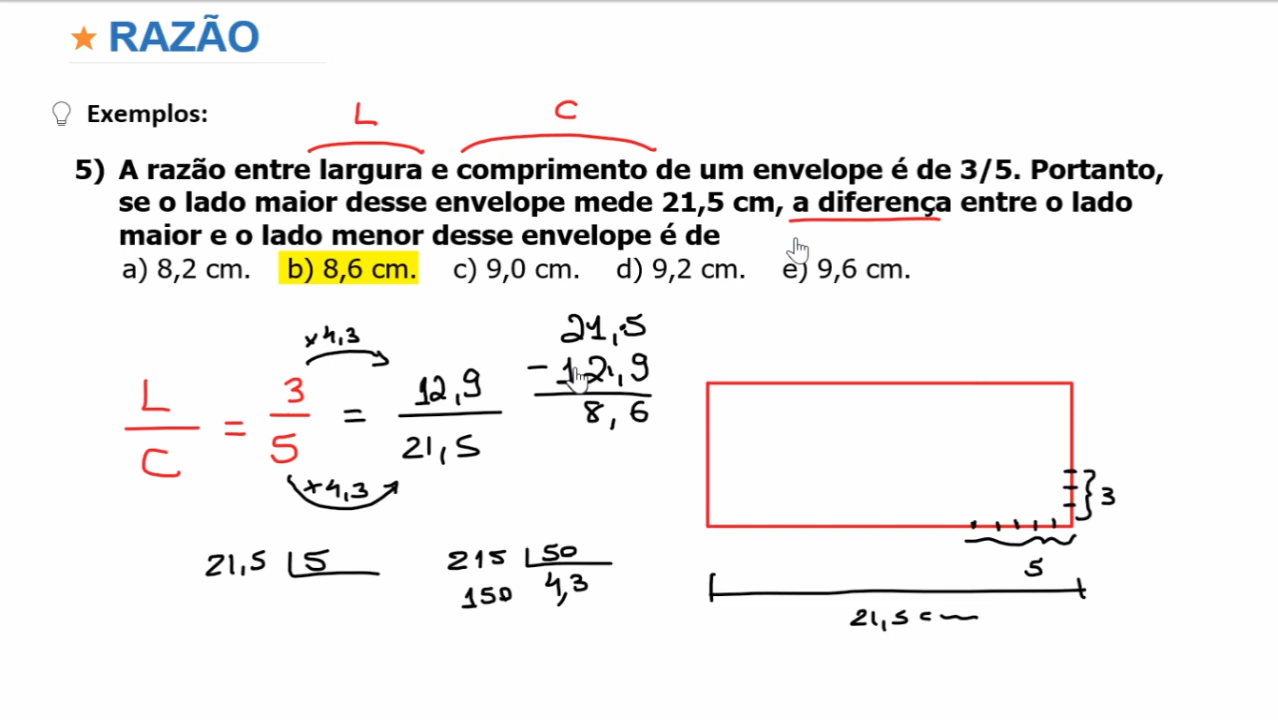 RAZÃO
Exemplos:
L C
5) A razão entre largura e comprimento de um envelope é de 3/5. Portanto,
se o lado maior desse envelope mede 21,5 cm, a diferença entre o lado
maior e o lado menor desse envelope é de
a) 8,2 cm. b) 8,6 cm. c) 9,0 cm. d) 9,2 cm. e) 9,6 cm.
x4,3
21,5
- 12,9
8,6
L/C = 3/5 = 12,9/21,5
x4,3
3
5
21,5 5
215 50
150 4,3
21,5 cm